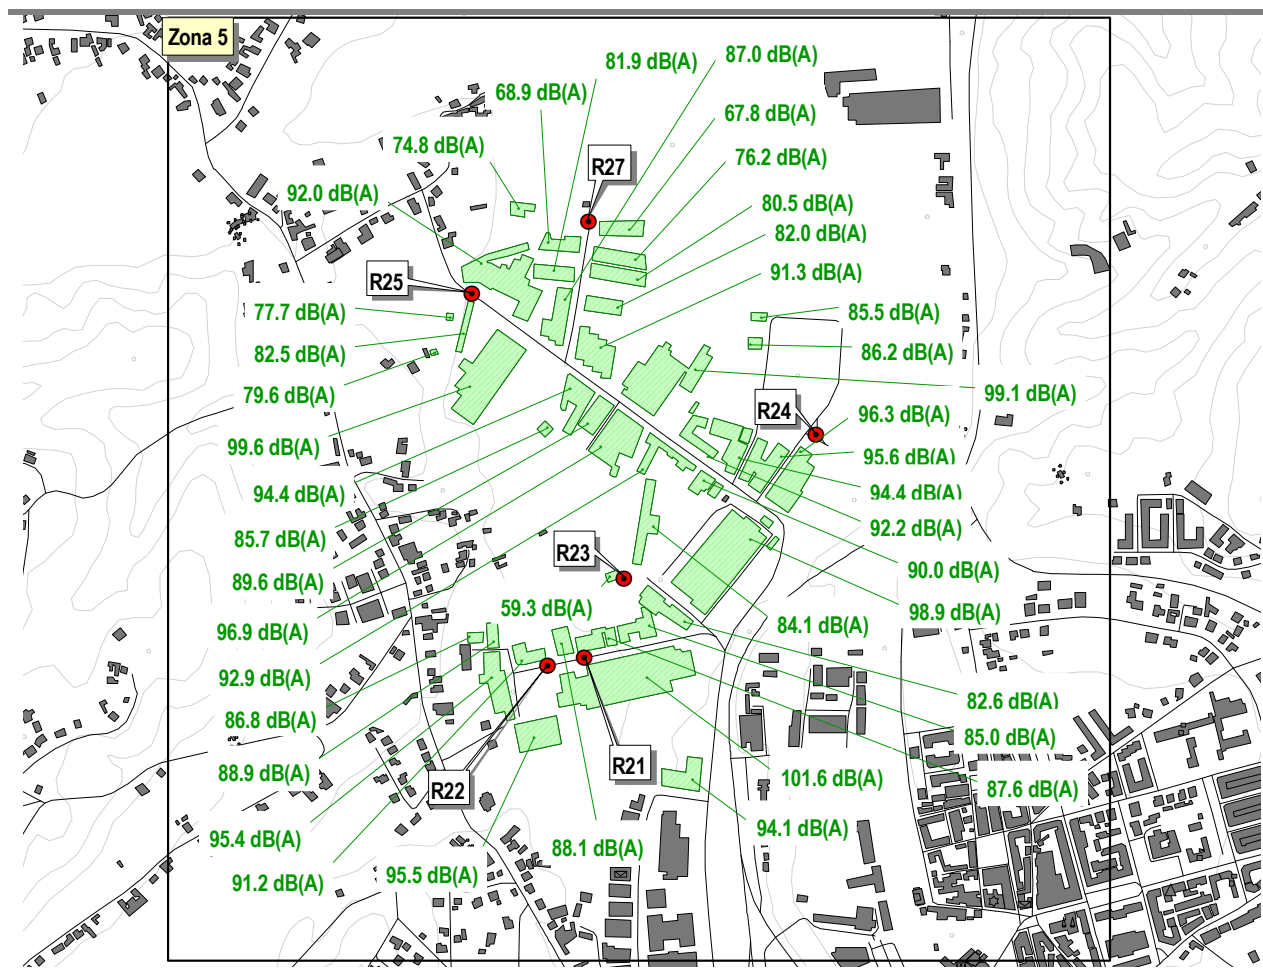 Zona 5
81.9 dB(A)
87.0 dB(A)
68.9 dB(A)
67.8 dB(A)
74.8 dB(A)
R27
76.2 dB(A)
92.0 dB(A)
80.5 dB(A)
82.0 dB(A)
R25
91.3 dB(A)
77.7 dB(A)
85.5 dB(A)
82.5 dB(A)
86.2 dB(A)
79.6 dB(A)
99.1 dB(A)
R24
96.3 dB(A)
99.6 dB(A)
95.6 dB(A)
94.4 dB(A)
94.4 dB(A)
85.7 dB(A)
92.2 dB(A)
R23
89.6 dB(A)
90.0 dB(A)
59.3 dB(A)
98.9 dB(A)
96.9 dB(A)
84.1 dB(A)
92.9 dB(A)
82.6 dB(A)
86.8 dB(A)
85.0 dB(A)
88.9 dB(A)
R21
101.6 dB(A)
R22
87.6 dB(A)
95.4 dB(A)
94.1 dB(A)
88.1 dB(A)
91.2 dB(A)
95.5 dB(A)